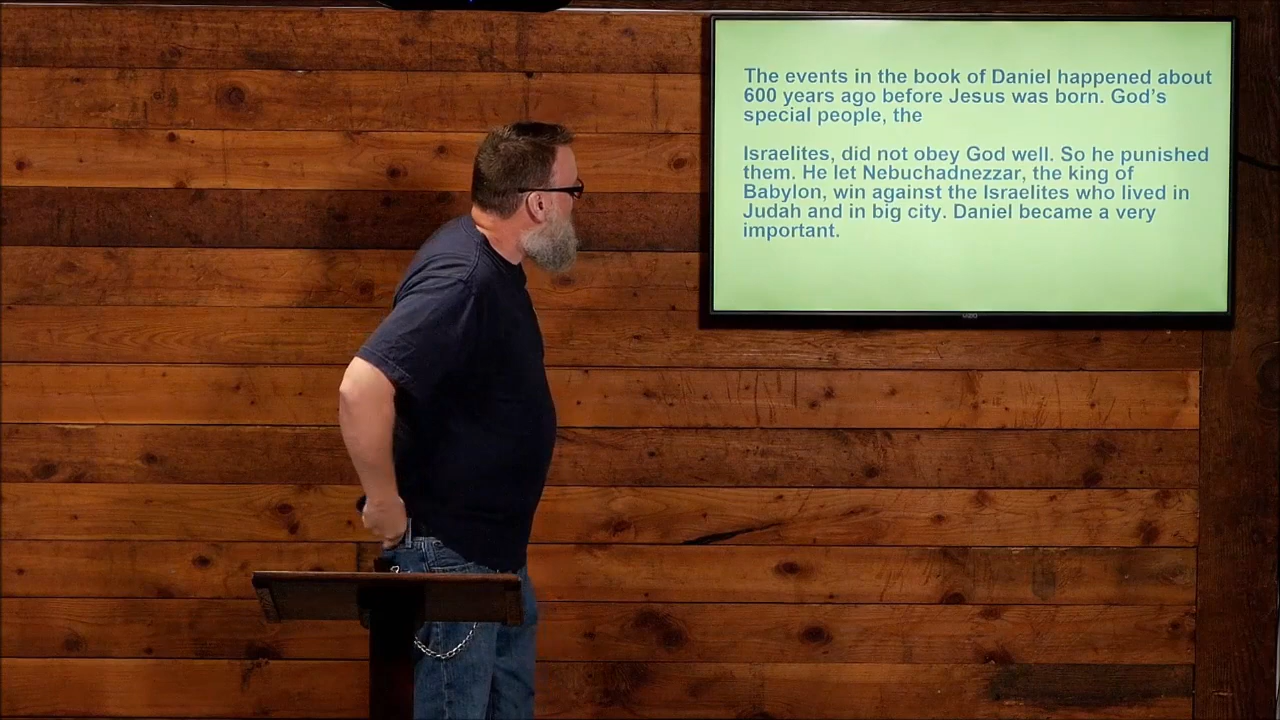 The events in the book of Daniel happened about
600 years ago before Jesus was born. God's
special people, the
Israelites, did not obey God well. So he punished
them. He let Nebuchadnezzar, the king of
Babylon, win against the Israelites who lived in
Judah and in big city. Daniel became a very
important.
VIZIO